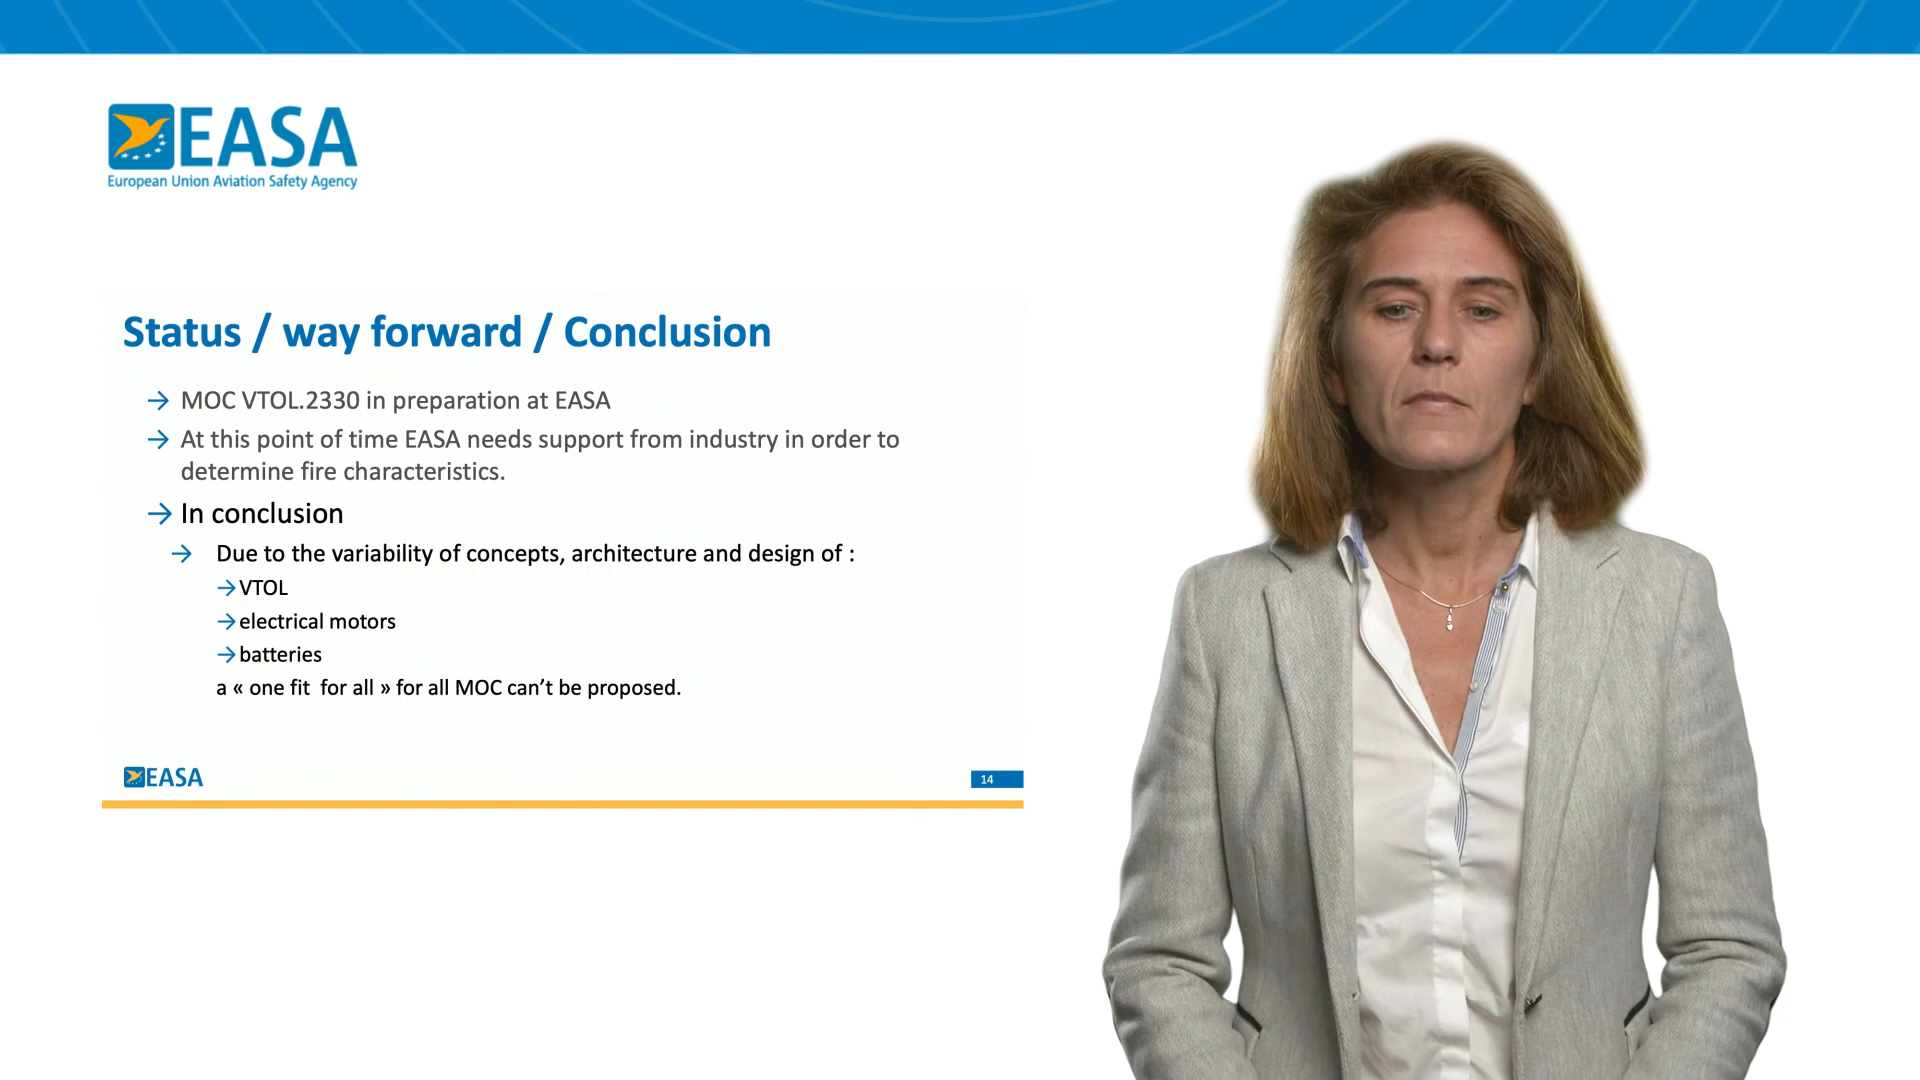 EASA
European Union Aviation Safety Agency
Status / way forward / Conclusion
→ MOC VTOL.2330 in preparation at EASA
→ At this point of time EASA needs support from industry in order to
determine fire characteristics.
→ In conclusion
→ Due to the variability of concepts, architecture and design of :
→ VTOL
→ electrical motors
→ batteries
a « one fit for all » for all MOC can’t be proposed.
EASA
14